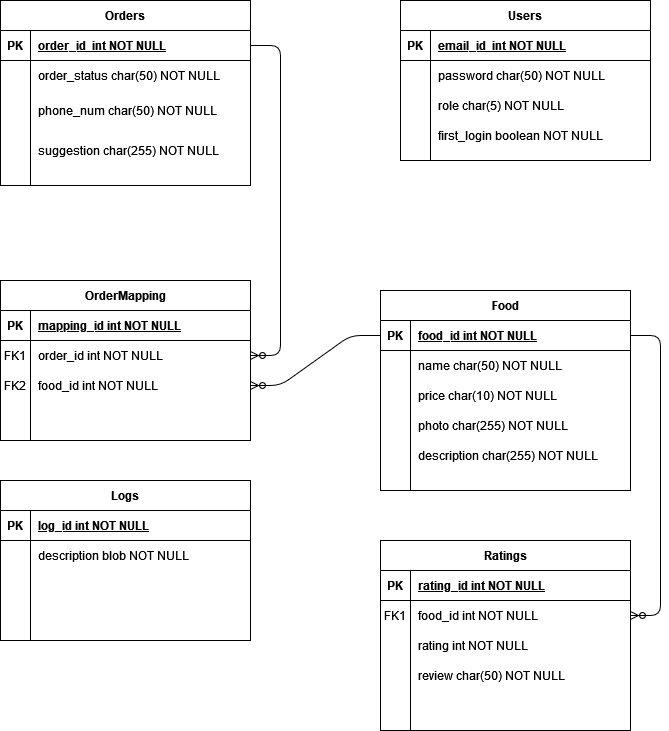 Orders
PK order_id int NOT NULL
order_status char(50) NOT NULL
phone_num char(50) NOT NULL
suggestion char(255) NOT NULL
Users
PK email_id int NOT NULL
password char(50) NOT NULL
role char(5) NOT NULL
first_login boolean NOT NULL
OrderMapping
PK mapping_id int NOT NULL
FK1 order_id int NOT NULL
FK2 food_id int NOT NULL
Food
PK food_id int NOT NULL
name char(50) NOT NULL
price char(10) NOT NULL
photo char(255) NOT NULL
description char(255) NOT NULL
Logs
PK log_id int NOT NULL
description blob NOT NULL
Ratings
PK rating_id int NOT NULL
FK1 food_id int NOT NULL
rating int NOT NULL
review char(50) NOT NULL